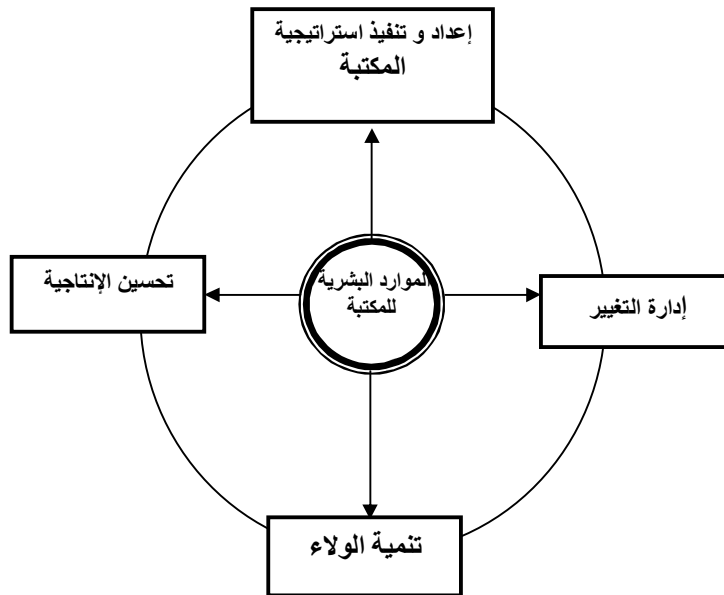 إعداد و تنفيذ استراتيجية
المكتبة
الموارد البشرية
للمكتبة
تحسين الإنتاجية
إدارة التغيير
تنمية الولاء